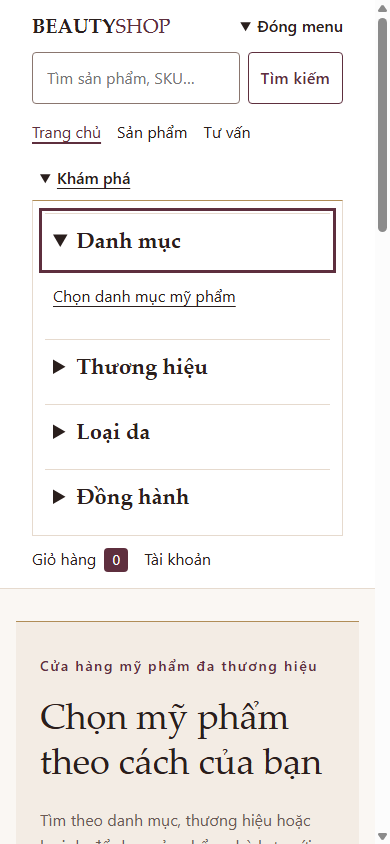 BEAUTYSHOP
Đóng menu
Tìm sản phẩm, SKU...
Tìm kiếm
Trang chủ Sản phẩm Tư vấn
Khám phá
Danh mục
Chọn danh mục mỹ phẩm
Thương hiệu
Loại da
Đồng hành
Giỏ hàng 0 Tài khoản
Cửa hàng mỹ phẩm đa thương hiệu
Chọn mỹ phẩm
theo cách của bạn
Tìm theo danh mục, thương hiệu hoặc